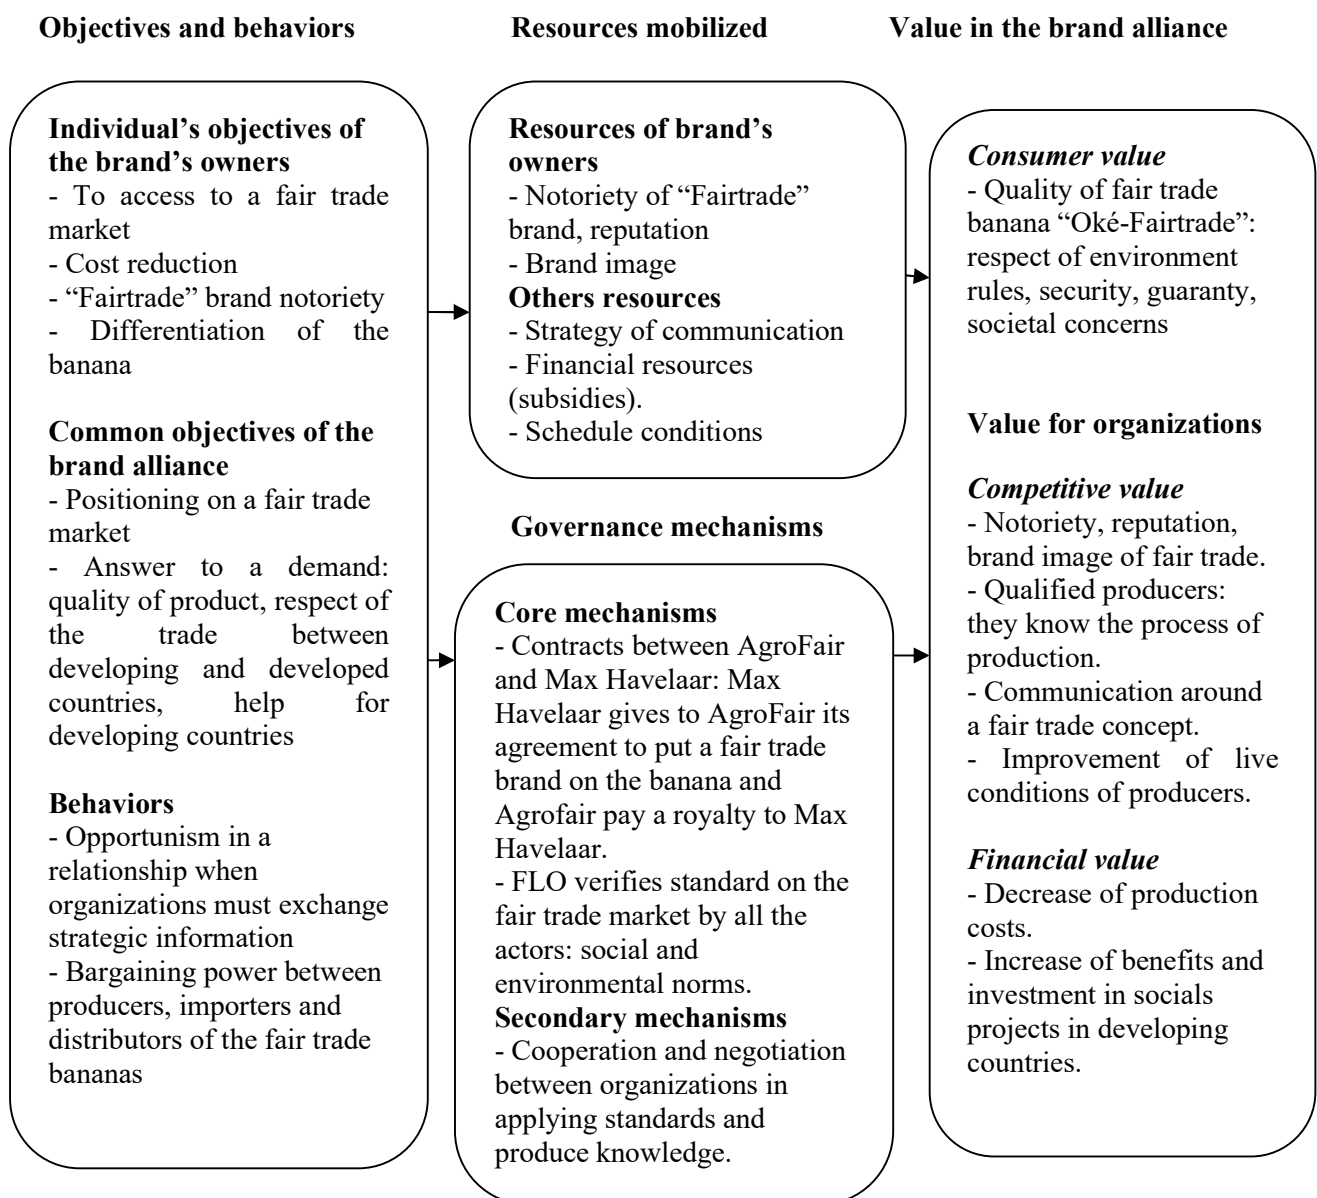 Objectives and behaviors
Individual's objectives of
the brand's owners
- To access to a fair trade
market
- Cost reduction
- “Fairtrade” brand notoriety
- Differentiation of the
banana
Common objectives of the
brand alliance
- Positioning on a fair trade
market
- Answer to a demand:
quality of product, respect of
the trade between
developing and developed
countries, help for
developing countries
Behaviors
- Opportunism in a
relationship when
organizations must exchange
strategic information
- Bargaining power between
producers, importers and
distributors of the fair trade
bananas
Resources mobilized
Resources of brand's
owners
- Notoriety of “Fairtrade”
brand, reputation
- Brand image
Others resources
- Strategy of communication
- Financial resources
(subsidies).
- Schedule conditions
Governance mechanisms
Core mechanisms
- Contracts between AgroFair
and Max Havelaar: Max
Havelaar gives to AgroFair its
agreement to put a fair trade
brand on the banana and
Agrofair pay a royalty to Max
Havelaar.
- FLO verifies standard on the
fair trade market by all the
actors: social and
environmental norms.
Secondary mechanisms
- Cooperation and negotiation
between organizations in
applying standards and
produce knowledge.
Value in the brand alliance
Consumer value
- Quality of fair trade
banana “Oké-Fairtrade”:
respect of environment
rules, security, guaranty,
societal concerns
Value for organizations
Competitive value
- Notoriety, reputation,
brand image of fair trade.
- Qualified producers:
they know the process of
production.
- Communication around
a fair trade concept.
- Improvement of live
conditions of producers.
Financial value
- Decrease of production
costs.
- Increase of benefits and
investment in socials
projects in developing
countries.